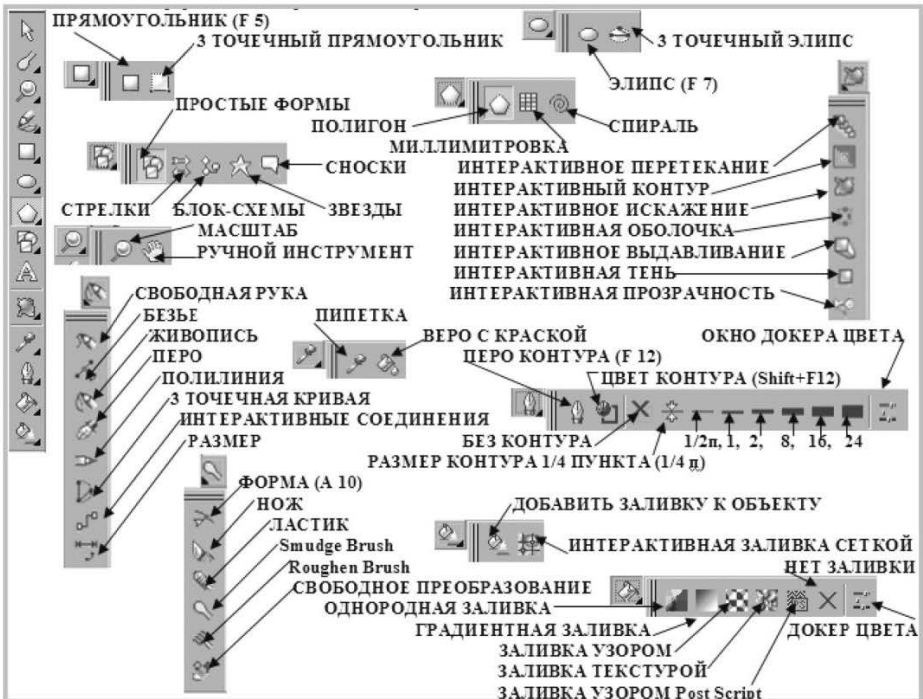 ПРЯМОУГОЛЬНИК (F 5)
3 ТОЧЕЧНЫЙ ПРЯМОУГОЛЬНИК
3 ТОЧЕЧНЫЙ ЭЛИПС
ЭЛИПС (F 7)
ПРОСТЫЕ ФОРМЫ
ПОЛИГОН
СПИРАЛЬ
МИЛЛИМИТРОВКА
СНОСКИ
СТРЕЛКИ
БЛОК-СХЕМЫ
ЗВЕЗДЫ
МАСШТАБ
РУЧНОЙ ИНСТРУМЕНТ
ИНТЕРАКТИВНОЕ ПЕРЕТЕКАНИЕ
ИНТЕРАКТИВНЫЙ КОНТУР
ИНТЕРАКТИВНОЕ ИСКАЖЕНИЕ
ИНТЕРАКТИВНАЯ ОБОЛОЧКА
ИНТЕРАКТИВНОЕ ВЫДАВЛИВАНИЕ
ИНТЕРАКТИВНАЯ ТЕНЬ
ИНТЕРАКТИВНАЯ ПРОЗРАЧНОСТЬ
СВОБОДНАЯ РУКА
БЕЗЬЕ
ЖИВОПИСЬ
ПЕРО
ПОЛИЛИНИЯ
3 ТОЧЕЧНАЯ КРИВАЯ
ИНТЕРАКТИВНЫЕ СОЕДИНЕНИЯ
РАЗМЕР
ПИПЕТКА
ВЕРО С КРАСКОЙ
ПЕРО КОНТУРА (F 12)
ОКНО ДОКЕРА ЦВЕТА
ЦВЕТ КОНТУРА (Shift+F12)
БЕЗ КОНТУРА
1/2п, 1, 2, 8, 16, 24
РАЗМЕР КОНТУРА 1/4 ПУНКТА (1/4 п)
ФОРМА (А 10)
НОЖ
ЛАСТИК
Smudge Brush
Roughen Brush
СВОБОДНОЕ ПРЕОБРАЗОВАНИЕ
ДОБАВИТЬ ЗАЛИВКУ К ОБЪЕКТУ
ИНТЕРАКТИВНАЯ ЗАЛИВКА СЕТКОЙ
НЕТ ЗАЛИВКИ
ОДНОРОДНАЯ ЗАЛИВКА
ГРАДИЕНТНАЯ ЗАЛИВКА
ДОКЕР ЦВЕТА
ЗАЛИВКА УЗОРОМ
ЗАЛИВКА ТЕКСТУРОЙ
ЗАЛИВКА УЗОРОМ Post Script